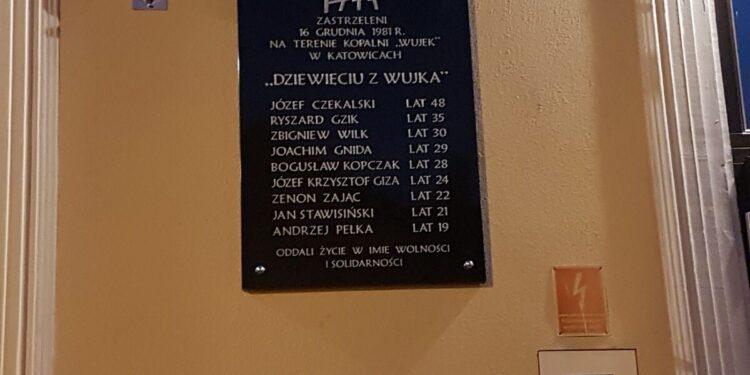 ZASTRZELENI
16 GRUDNIA 1981 R.
NA TERENIE KOPALNI „WUJEK”
W KATOWICACH
„DZIEWIĘCIU Z WUJKA”
JÓZEF CZEKALSKI LAT 48
RYSZARD GZIK LAT 35
ZBIGNIEW WILK LAT 30
JOACHIM GNIDA LAT 29
BOGUSŁAW KOPCZAK LAT 28
JÓZEF KRZYSZTOF GIZA LAT 24
ZENON ZAJĄC LAT 22
JAN STAWISIŃSKI LAT 21
ANDRZEJ PEŁKA LAT 19
ODDALI ŻYCIE W IMIĘ WOLNOŚCI
I SOLIDARNOŚCI